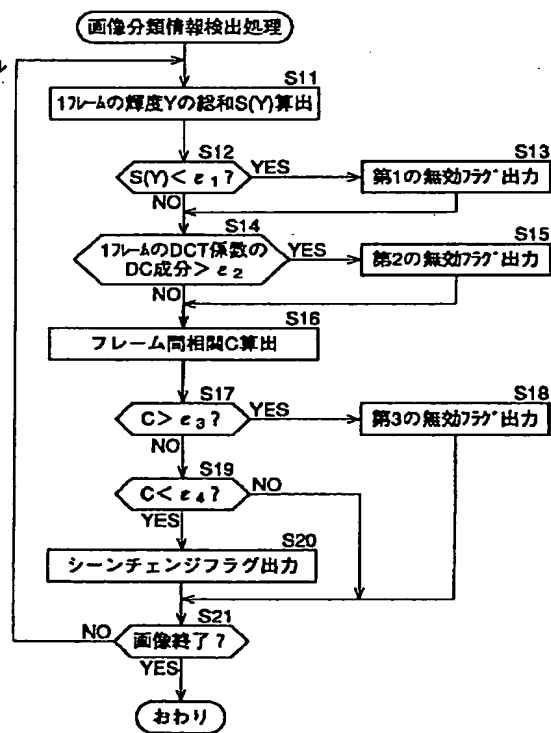 画像分類情報検出処理
S11
1フレームの輝度Yの総和S(Y)算出
S12
S(Y)<ε1?
YES
NO
S13
第1の無効フラグ出力
S14
1フレームのDCT係数の
DC成分>ε2
YES
NO
S15
第2の無効フラグ出力
S16
フレーム間相関C算出
S17
C>ε3?
YES
NO
S18
第3の無効フラグ出力
S19
C<ε4?
NO
YES
S20
シーンチェンジフラグ出力
S21
画像終了?
NO
YES
おわり